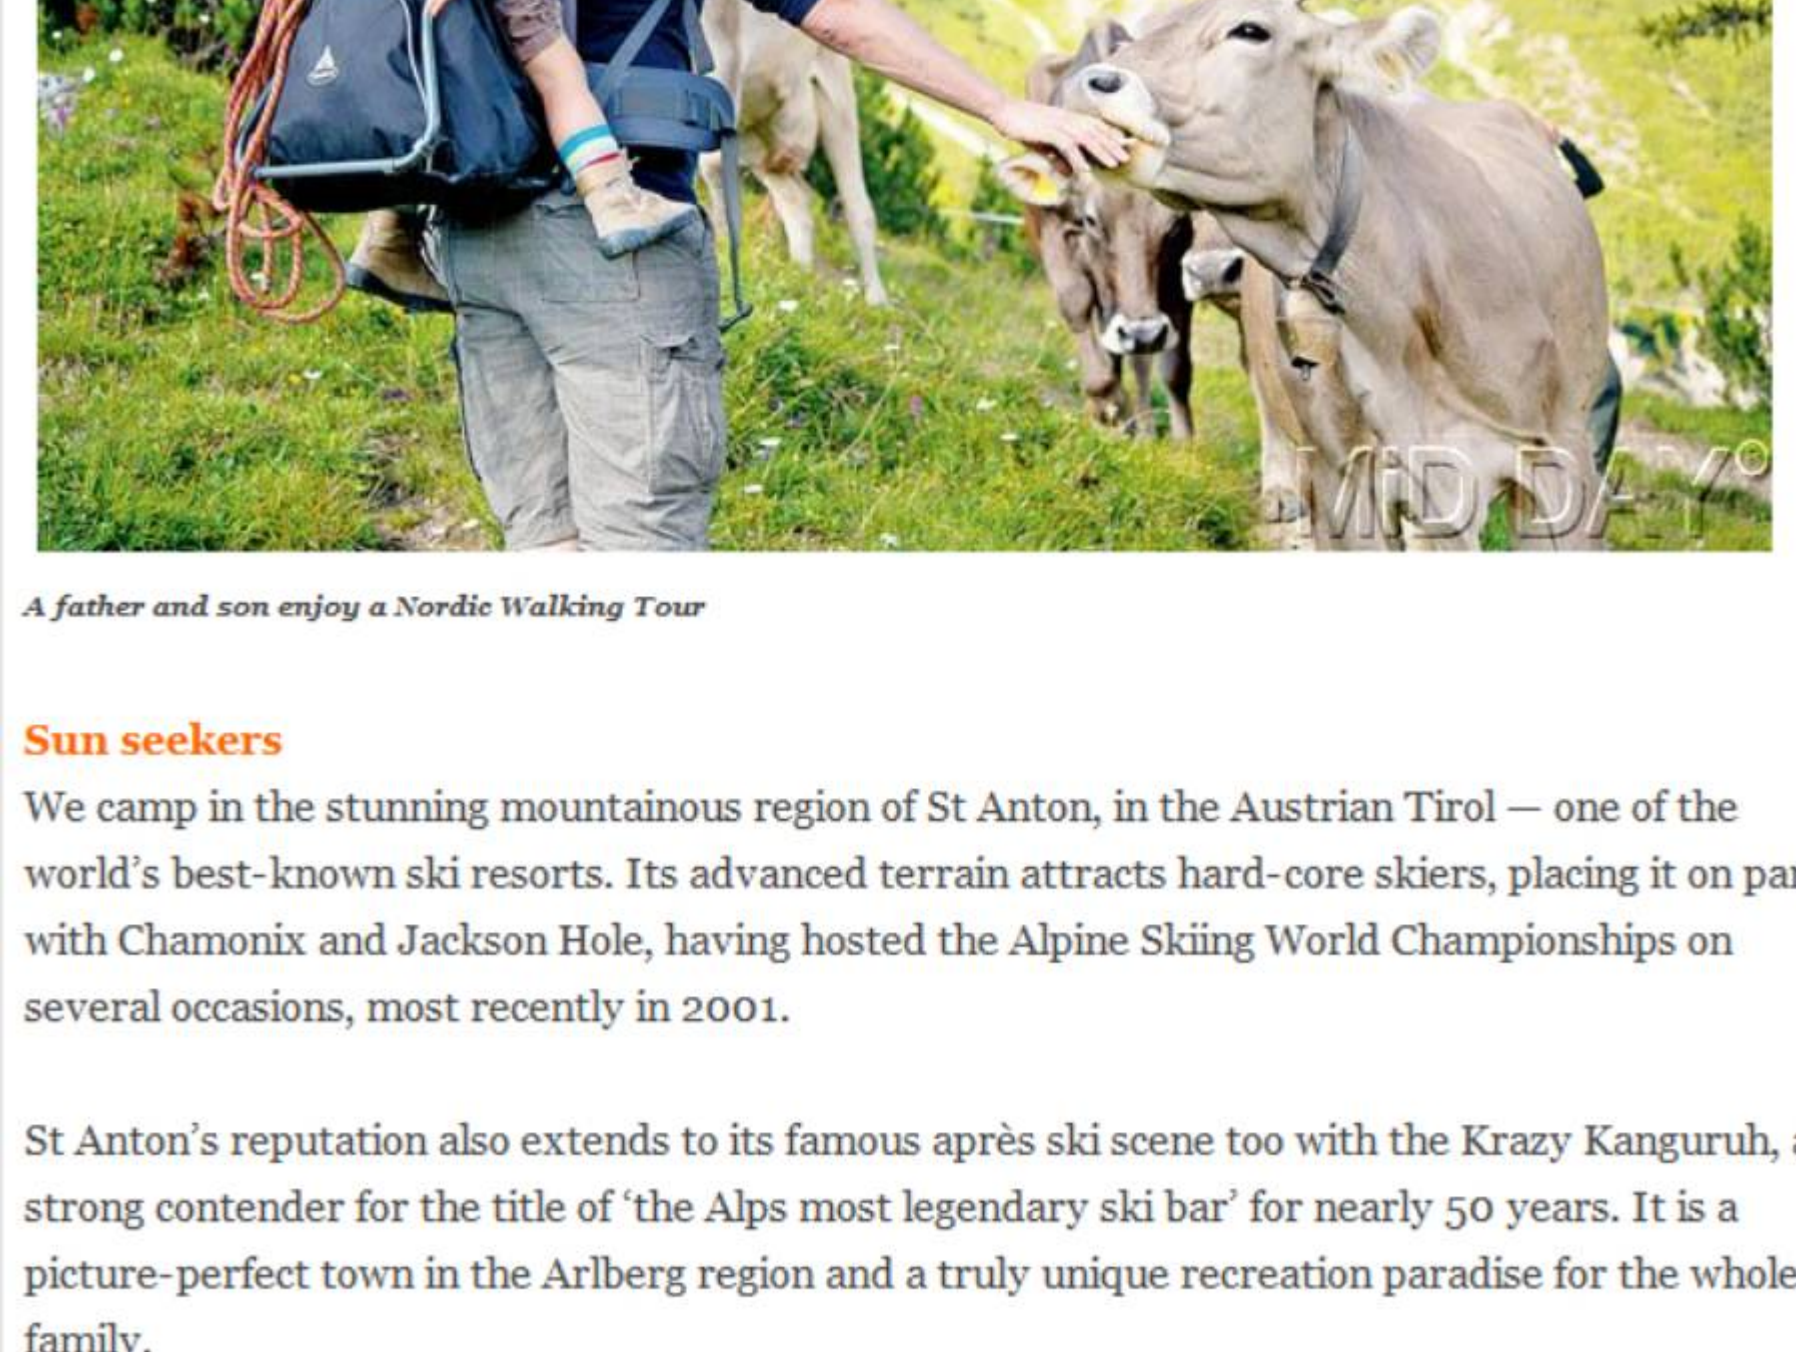 MiD DAY©
A father and son enjoy a Nordic Walking Tour
Sun seekers
We camp in the stunning mountainous region of St Anton, in the Austrian Tirol — one of the
world’s best-known ski resorts. Its advanced terrain attracts hard-core skiers, placing it on par
with Chamonix and Jackson Hole, having hosted the Alpine Skiing World Championships on
several occasions, most recently in 2001.
St Anton’s reputation also extends to its famous après ski scene too with the Krazy Kanguruh, a
strong contender for the title of ‘the Alps most legendary ski bar’ for nearly 50 years. It is a
picture-perfect town in the Arlberg region and a truly unique recreation paradise for the whole
family.